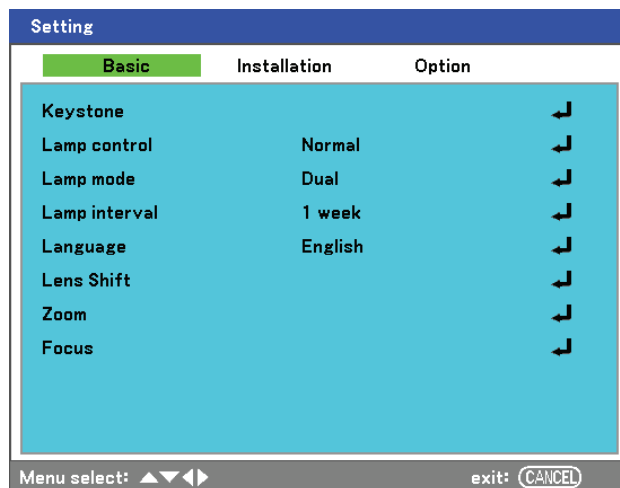 Setting
Basic Installation Option
Keystone
Lamp control Normal
Lamp mode Dual
Lamp interval 1 week
Language English
Lens Shift
Zoom
Focus
Menu select: ▲▼◀▶ exit: CANCEL